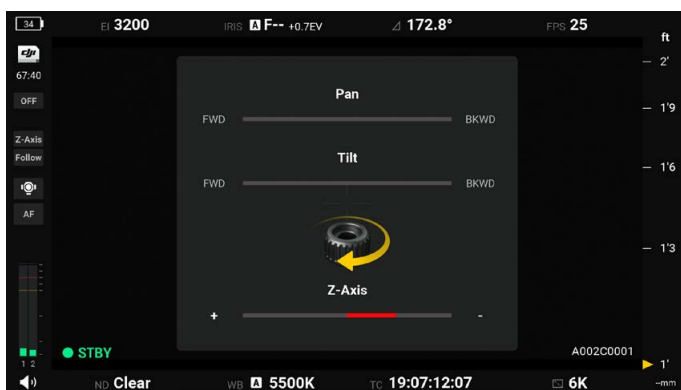 34
EI 3200
IRIS A F-- +0.7EV
172.8°
FPS 25
ft
dji
67:40
OFF
Z-Axis
Follow
AF
Pan
FWD
BKWD
Tilt
FWD
BKWD
Z-Axis
+
-
2'
1'9
1'6
1'3
1'
1 2
STBY
A002C0001
ND Clear
WB A 5500K
TC 19:07:12:07
6K
--mm